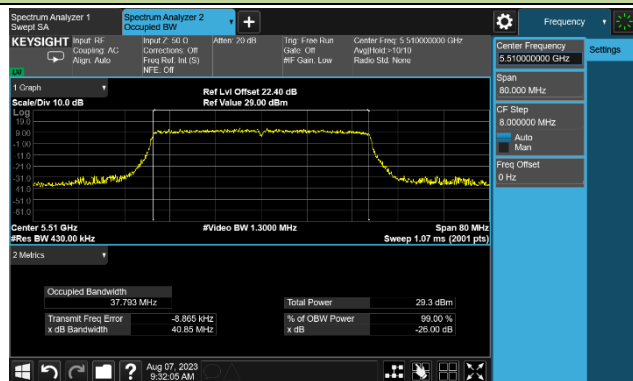 Spectrum Analyzer 1
Swept SA
Spectrum Analyzer 2
Occupied BW
Frequency
KEYSIGHT
Input: RF
Coupling: AC
Align: Auto
Input Z: 50 Ω
Corrections: Off
Freq Ref: Int (S)
NFE: Off
Atten: 20 dB
Trig: Free Run
Gate: Off
#IF Gain: Low
Center Freq: 5.510000000 GHz
Avg|Hold:>10/10
Radio Std: None
Center Frequency
5.510000000 GHz
Settings
Span
80.000 MHz
CF Step
8.000000 MHz
Auto
Man
Freq Offset
0 Hz
1 Graph
Scale/Div 10.0 dB
Ref Lvl Offset 22.40 dB
Ref Value 29.00 dBm
Log
19.0
9.00
-1.00
-11.0
-21.0
-31.0
-41.0
-51.0
-61.0
Center 5.51 GHz
#Res BW 430.00 kHz
#Video BW 1.3000 MHz
Span 80 MHz
Sweep 1.07 ms (2001 pts)
2 Metrics
Occupied Bandwidth
37.793 MHz
Total Power 29.3 dBm
Transmit Freq Error -8.865 kHz
% of OBW Power 99.00 %
x dB Bandwidth 40.85 MHz
x dB -26.00 dB
Aug 07, 2023
9:32:05 AM